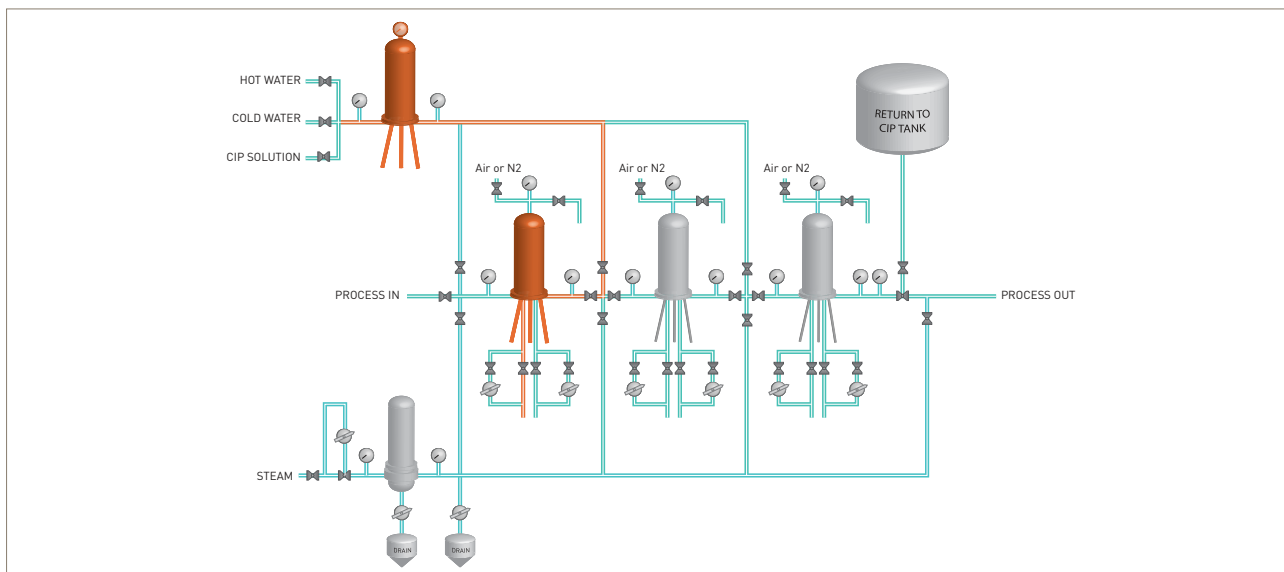 HOT WATER
COLD WATER
CIP SOLUTION
RETURN TO
CIP TANK
Air or N2
Air or N2
Air or N2
PROCESS IN
PROCESS OUT
STEAM
DRAIN
DRAIN